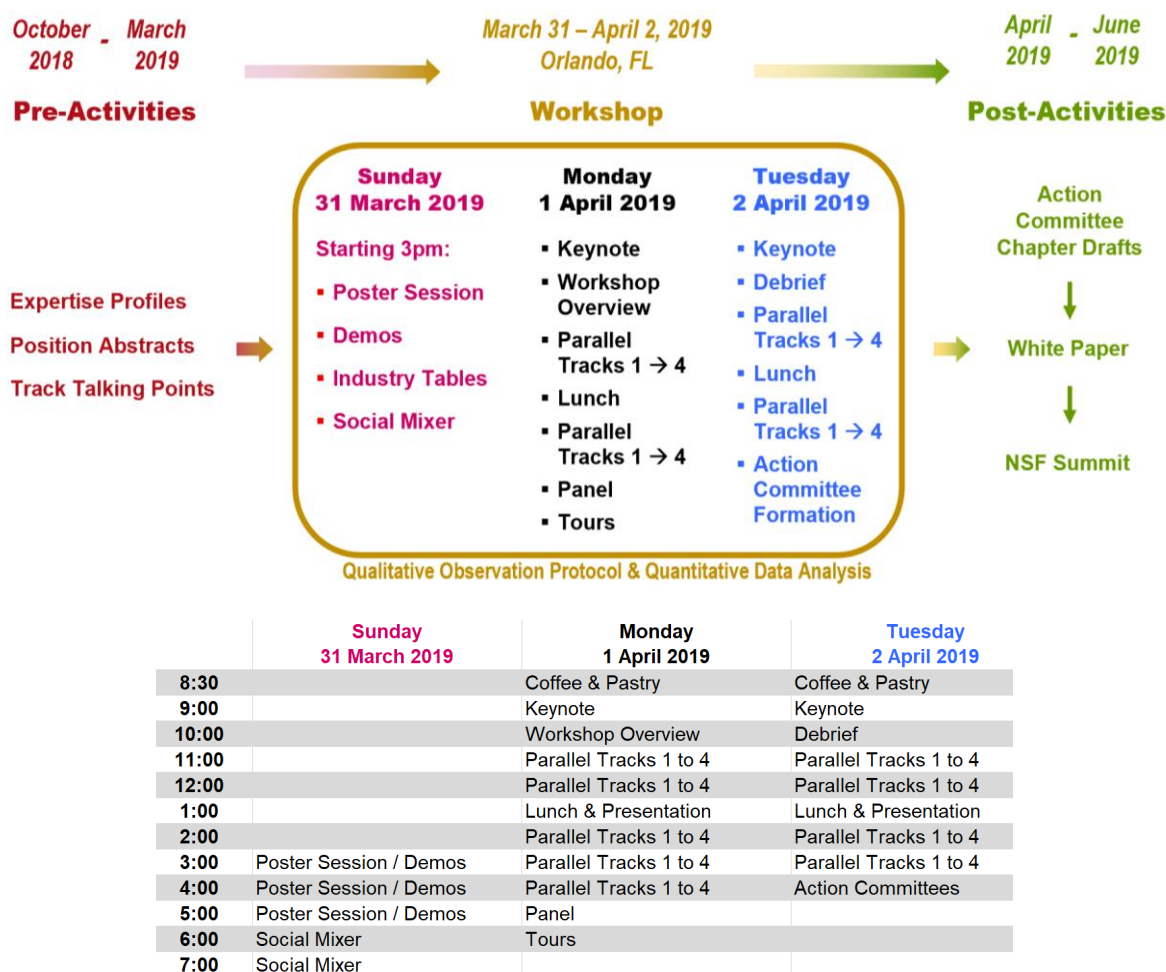 October - March
2018 2019
Pre-Activities
March 31 – April 2, 2019
Orlando, FL
Workshop
April - June
2019 2019
Post-Activities
Expertise Profiles
Position Abstracts
Track Talking Points
Sunday
31 March 2019
Starting 3pm:
▪ Poster Session
▪ Demos
▪ Industry Tables
▪ Social Mixer
Monday
1 April 2019
▪ Keynote
▪ Workshop
Overview
▪ Parallel
Tracks 1 → 4
▪ Lunch
▪ Parallel
Tracks 1 → 4
▪ Panel
▪ Tours
Tuesday
2 April 2019
▪ Keynote
▪ Debrief
▪ Parallel
Tracks 1 → 4
▪ Lunch
▪ Parallel
Tracks 1 → 4
▪ Action
Committee
Formation
Qualitative Observation Protocol & Quantitative Data Analysis
Action
Committee
Chapter Drafts
White Paper
NSF Summit
Sunday Monday Tuesday
31 March 2019 1 April 2019 2 April 2019
8:30 Coffee & Pastry Coffee & Pastry
9:00 Keynote Keynote
10:00 Workshop Overview Debrief
11:00 Parallel Tracks 1 to 4 Parallel Tracks 1 to 4
12:00 Parallel Tracks 1 to 4 Parallel Tracks 1 to 4
1:00 Lunch & Presentation Lunch & Presentation
2:00 Parallel Tracks 1 to 4 Parallel Tracks 1 to 4
3:00 Poster Session / Demos Parallel Tracks 1 to 4 Parallel Tracks 1 to 4
4:00 Poster Session / Demos Parallel Tracks 1 to 4 Action Committees
5:00 Poster Session / Demos Panel
6:00 Social Mixer Tours
7:00 Social Mixer